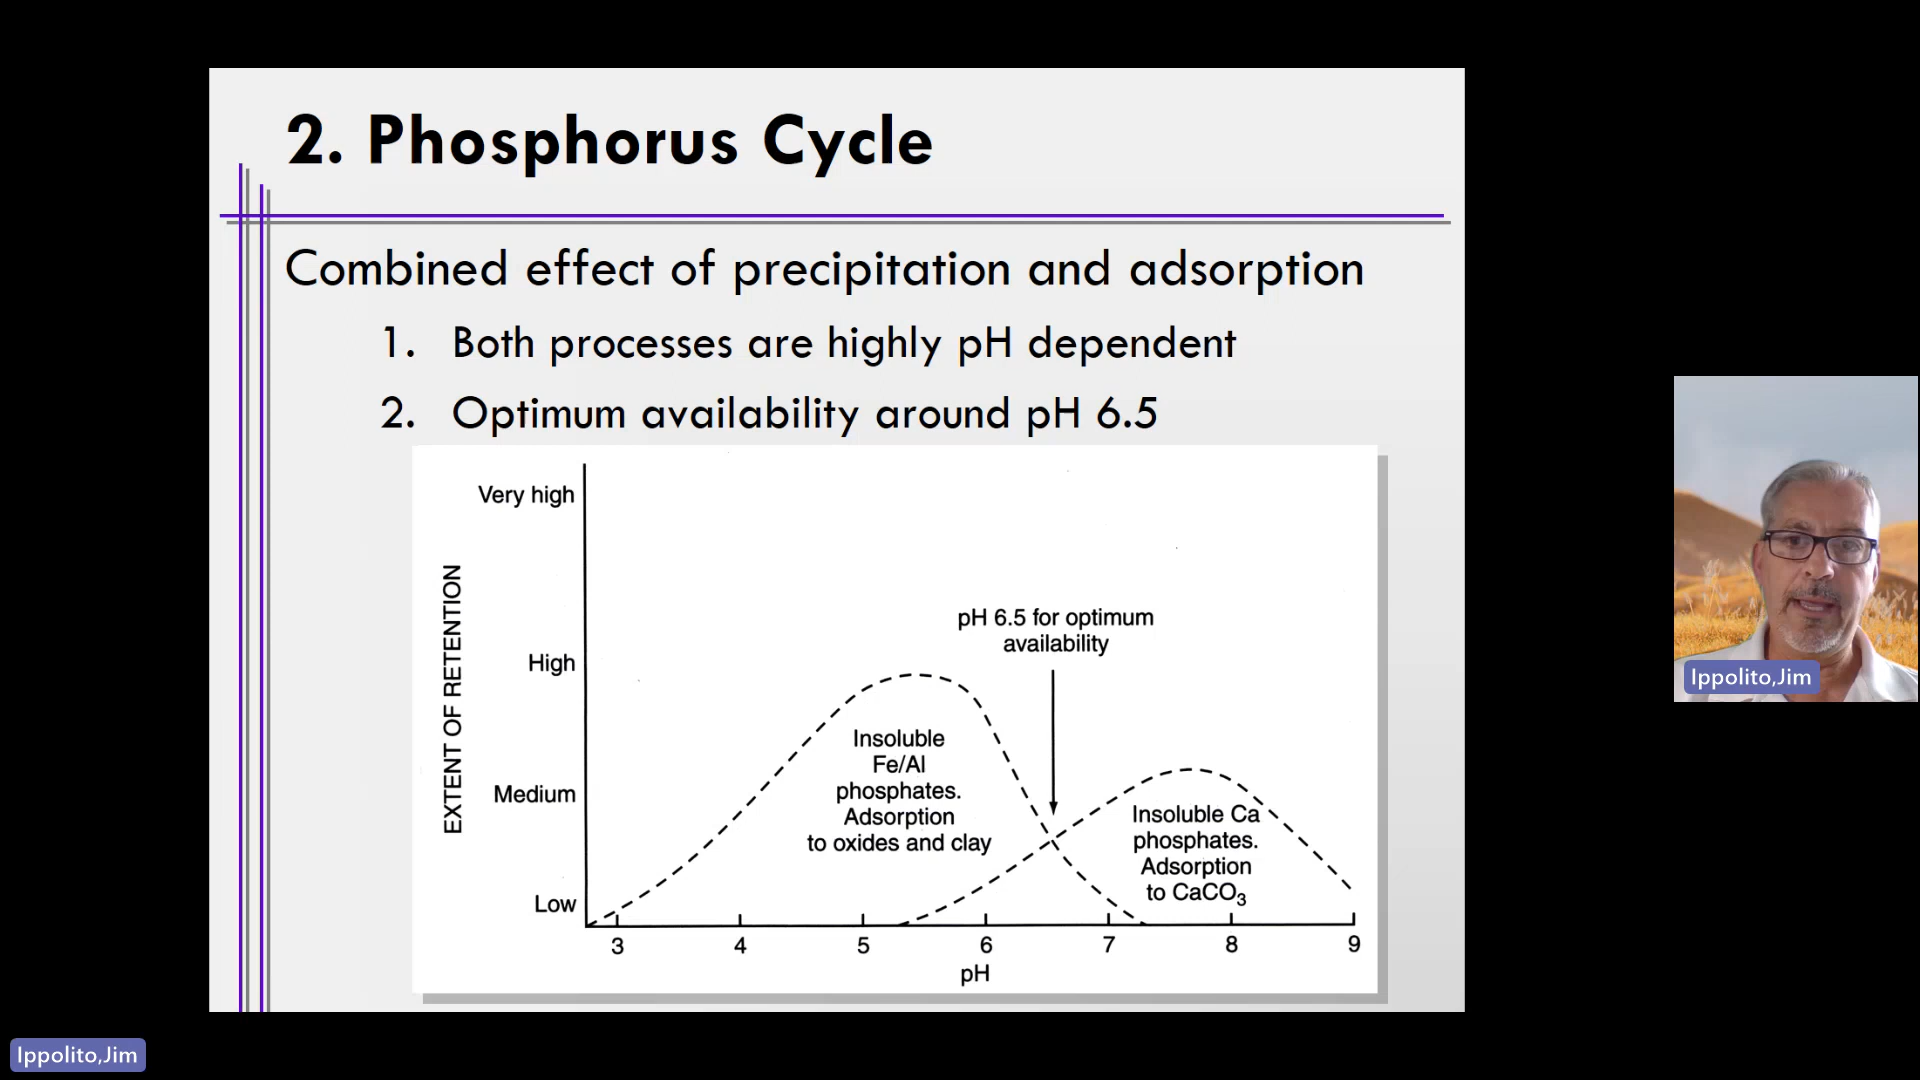 2. Phosphorus Cycle
Combined effect of precipitation and adsorption
1. Both processes are highly pH dependent
2. Optimum availability around pH 6.5
EXTENT OF RETENTION
Very high
High
Medium
Low
pH 6.5 for optimum
availability
Insoluble
Fe/Al
phosphates.
Adsorption
to oxides and clay
Insoluble Ca
phosphates.
Adsorption
to CaCO₃
3 4 5 6 7 8 9
pH
Ippolito,Jim
Ippolito,Jim